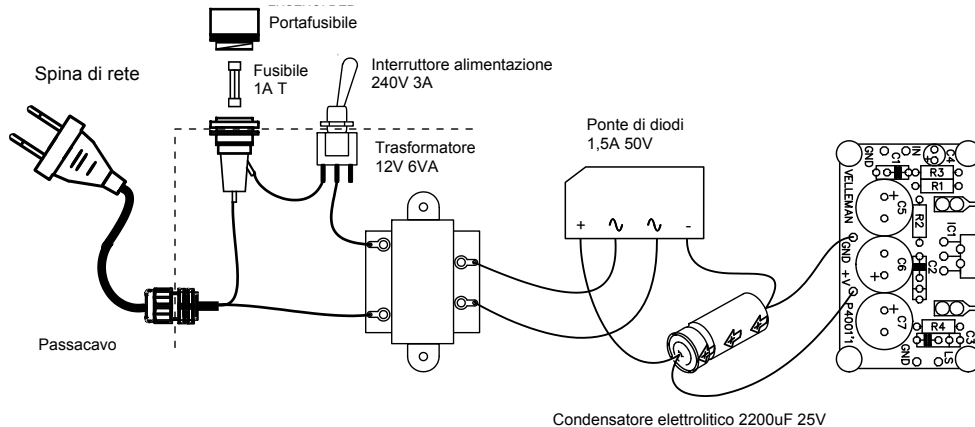 Portafusibile
Spina di rete
Fusibile
1A T
Interruttore alimentazione
240V 3A
Trasformatore
12V 6VA
Ponte di diodi
1,5A 50V
+
-
Passacavo
Condensatore elettrolitico 2200uF 25V
GND
C1
IN
C4
R3
R1
VELLEMAN
C5
R2
IC1
GND
+V
C6
C2
P4001'1
C7
R4
C3
GND
LS